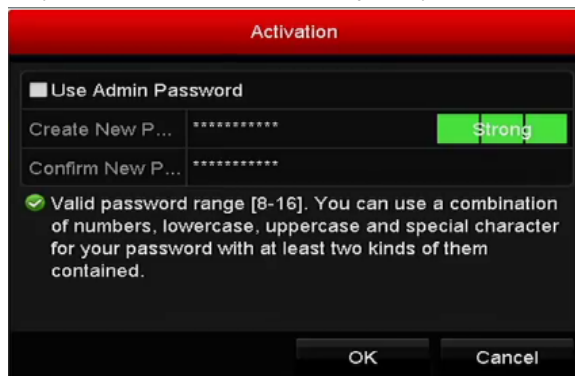 Activation
Use Admin Password
Create New P... *********** Strong
Confirm New P... ***********
Valid password range [8-16]. You can use a combination
of numbers, lowercase, uppercase and special character
for your password with at least two kinds of them
contained.
OK Cancel